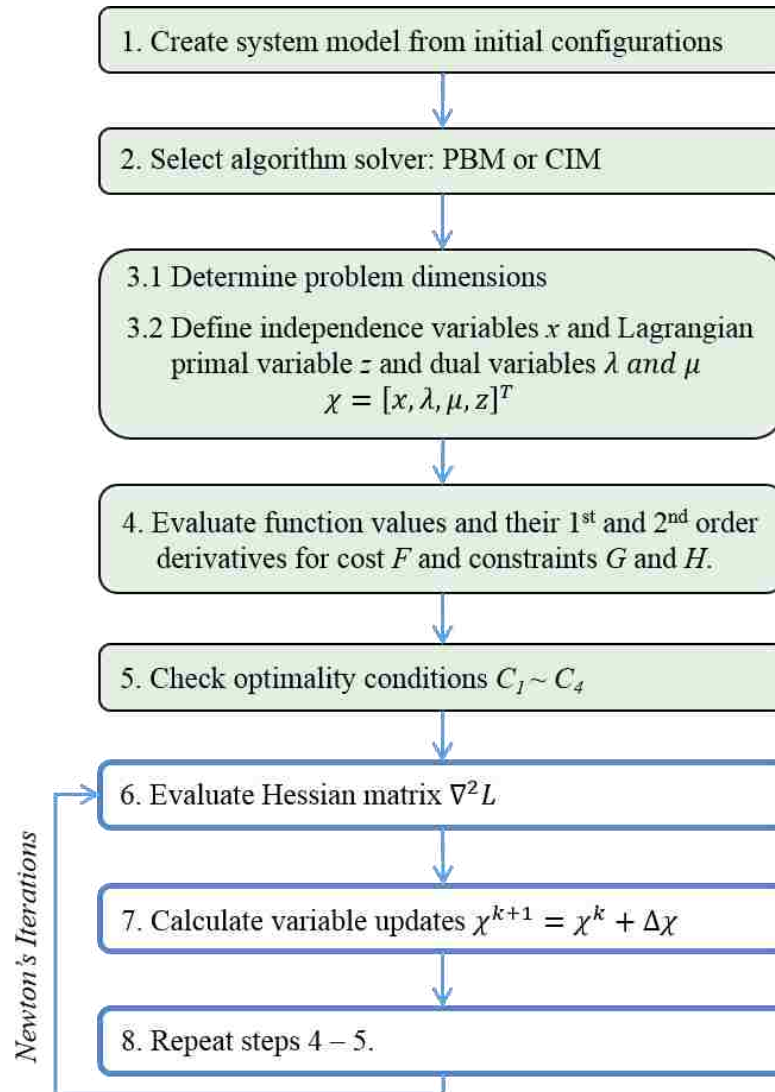 1. Create system model from initial configurations
2. Select algorithm solver: PBM or CIM
3.1 Determine problem dimensions
3.2 Define independence variables x and Lagrangian
primal variable z and dual variables λ and μ
χ = [x, λ, μ, z]ᵀ
4. Evaluate function values and their 1st and 2nd order
derivatives for cost F and constraints G and H.
5. Check optimality conditions C₁ ~ C₄
6. Evaluate Hessian matrix ∇²L
7. Calculate variable updates χᵏ⁺¹ = χᵏ + Δχ
8. Repeat steps 4 – 5.
Newton's Iterations